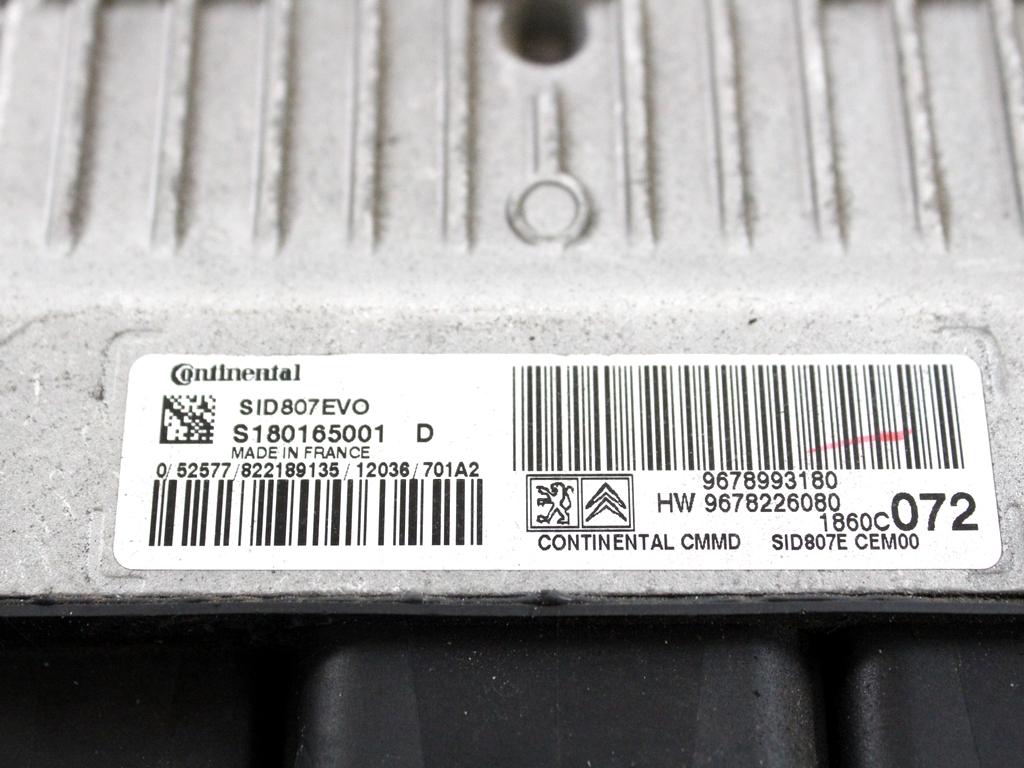 Continental
SID807EVO
S180165001 D
MADE IN FRANCE
0/52577/822189135/12036/701A2
9678993180
HW 9678226080
1860C072
CONTINENTAL CMMD SID807E CEM00